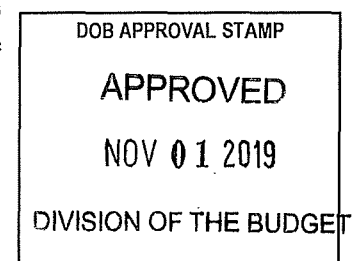 DOB APPROVAL STAMP
APPROVED
NOV 01 2019
DIVISION OF THE BUDGET